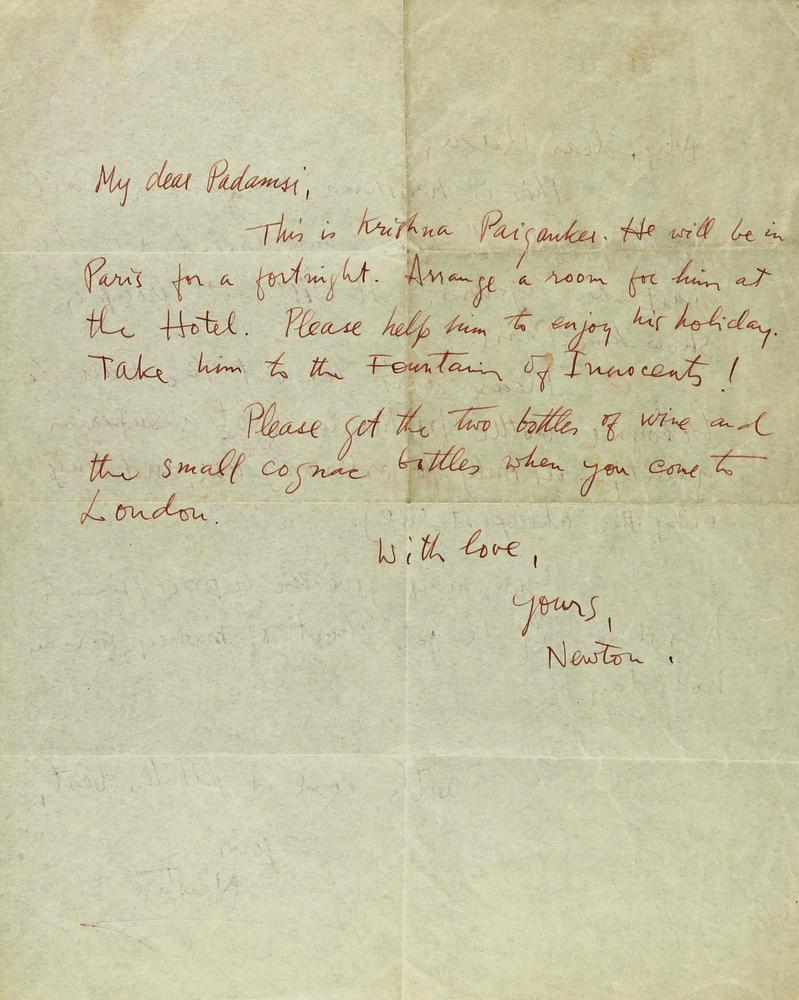 My dear Padamsi,
This is Krishna Paigankar. He will be in
Paris for a fortnight. Arrange a room for him at
the Hotel. Please help him to enjoy his holiday.
Take him to the Fountain of Innocents!
Please get the two bottles of wine and
the small cognac bottles when you come to
London.
With love,
Yours,
Newton.